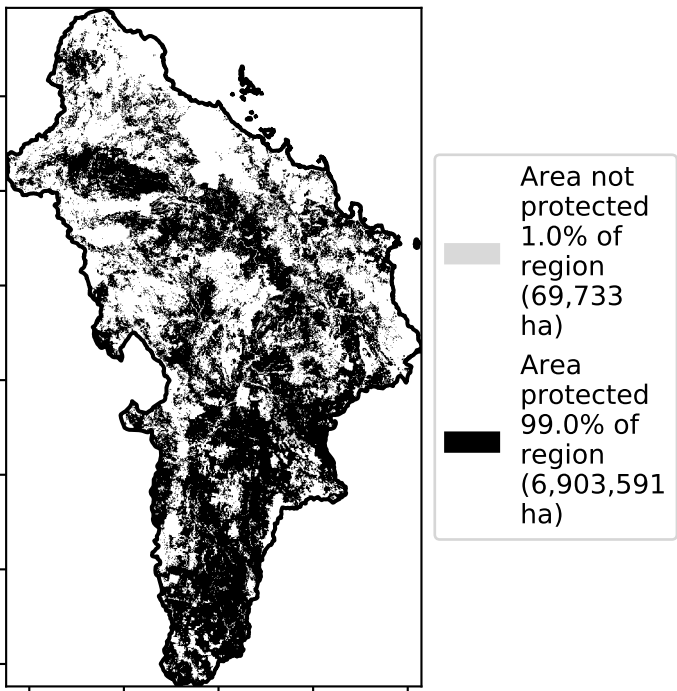 Area not
protected
1.0% of
region
(69,733
ha)
Area
protected
99.0% of
region
(6,903,591
ha)